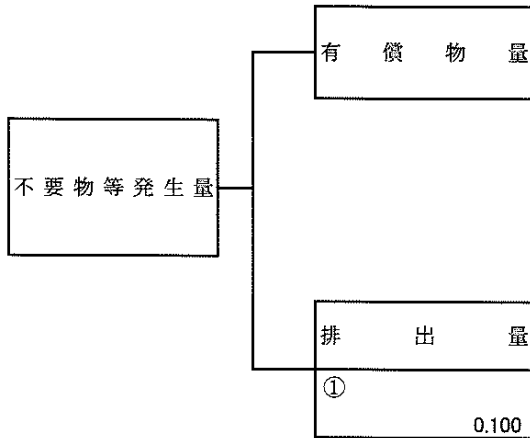 有償物量
不要物等発生量
排出量
①
0.100